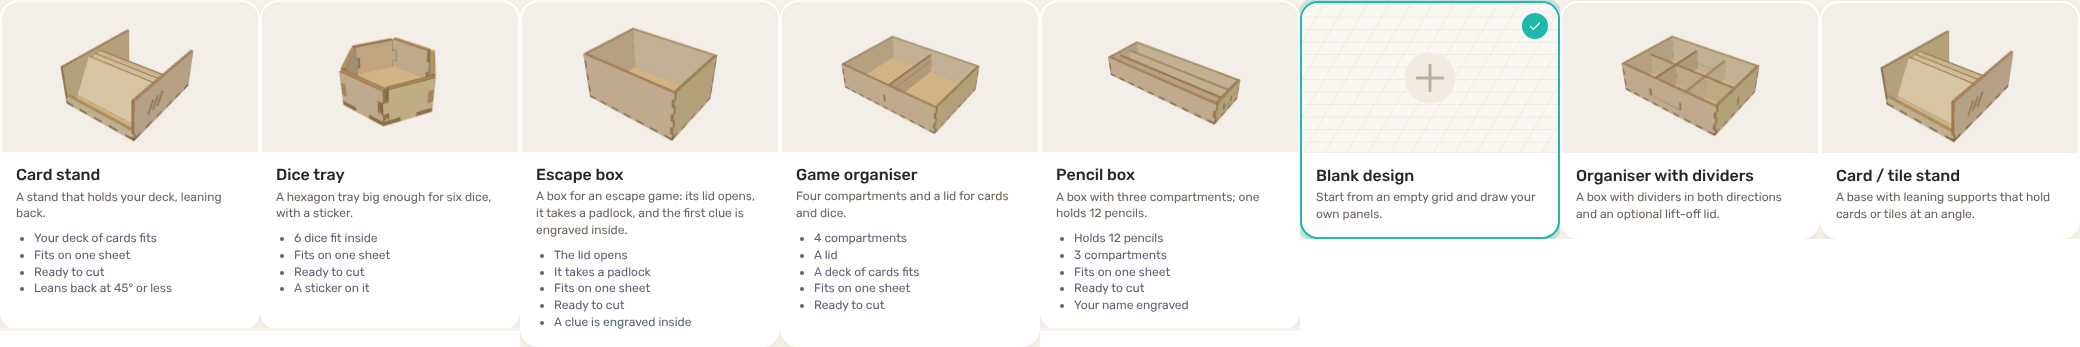 Card stand
A stand that holds your deck, leaning
back.
Your deck of cards fits
Fits on one sheet
Ready to cut
Leans back at 45° or less
Dice tray
A hexagon tray big enough for six dice,
with a sticker.
6 dice fit inside
Fits on one sheet
Ready to cut
A sticker on it
Escape box
A box for an escape game: its lid opens,
it takes a padlock, and the first clue is
engraved inside.
The lid opens
It takes a padlock
Fits on one sheet
Ready to cut
A clue is engraved inside
Game organiser
Four compartments and a lid for cards
and dice.
4 compartments
A lid
A deck of cards fits
Fits on one sheet
Ready to cut
Pencil box
A box with three compartments; one
holds 12 pencils.
Holds 12 pencils
3 compartments
Fits on one sheet
Ready to cut
Your name engraved
Blank design
Start from an empty grid and draw your
own panels.
Organiser with dividers
A box with dividers in both directions
and an optional lift-off lid.
Card / tile stand
A base with leaning supports that hold
cards or tiles at an angle.